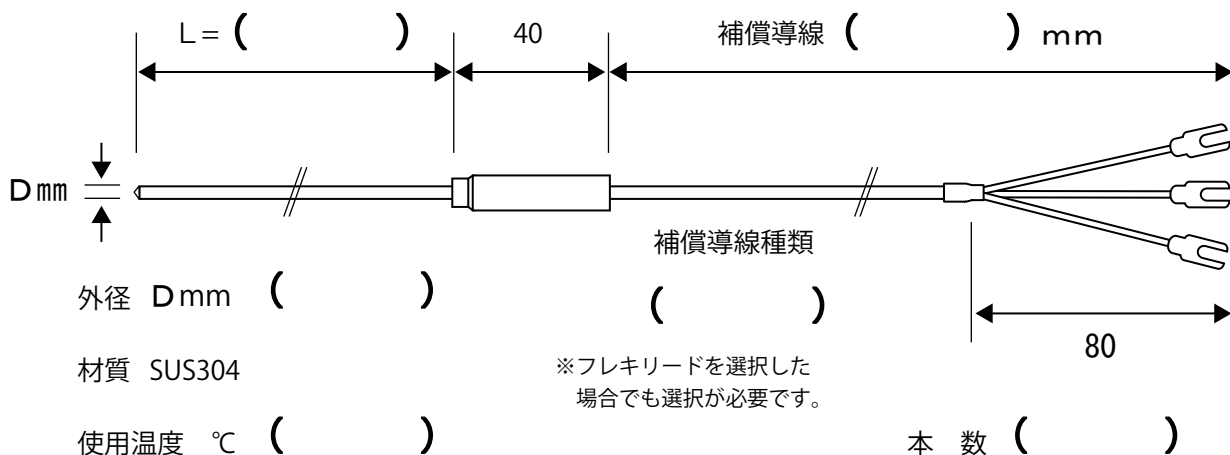 L= ( )
40
補償導線 ( ) mm
D㎜
補償導線種類
( )
外径 Dmm ( )
80
材質 SUS304
※フレキリードを選択した
場合でも選択が必要です。
使用温度 ℃ ( )
本 数 ( )